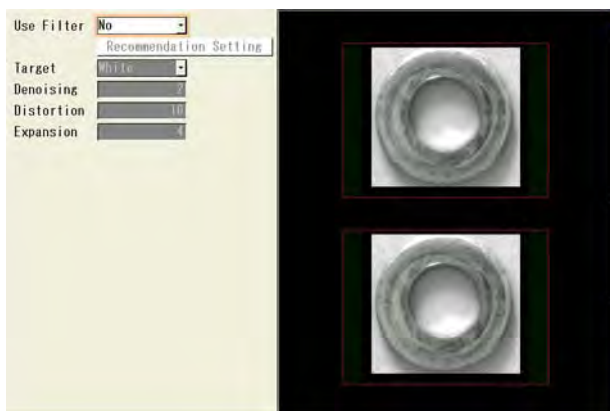 Use Filter No
Recommendation Setting
Target White
Denoising 2
Distortion 10
Expansion 4